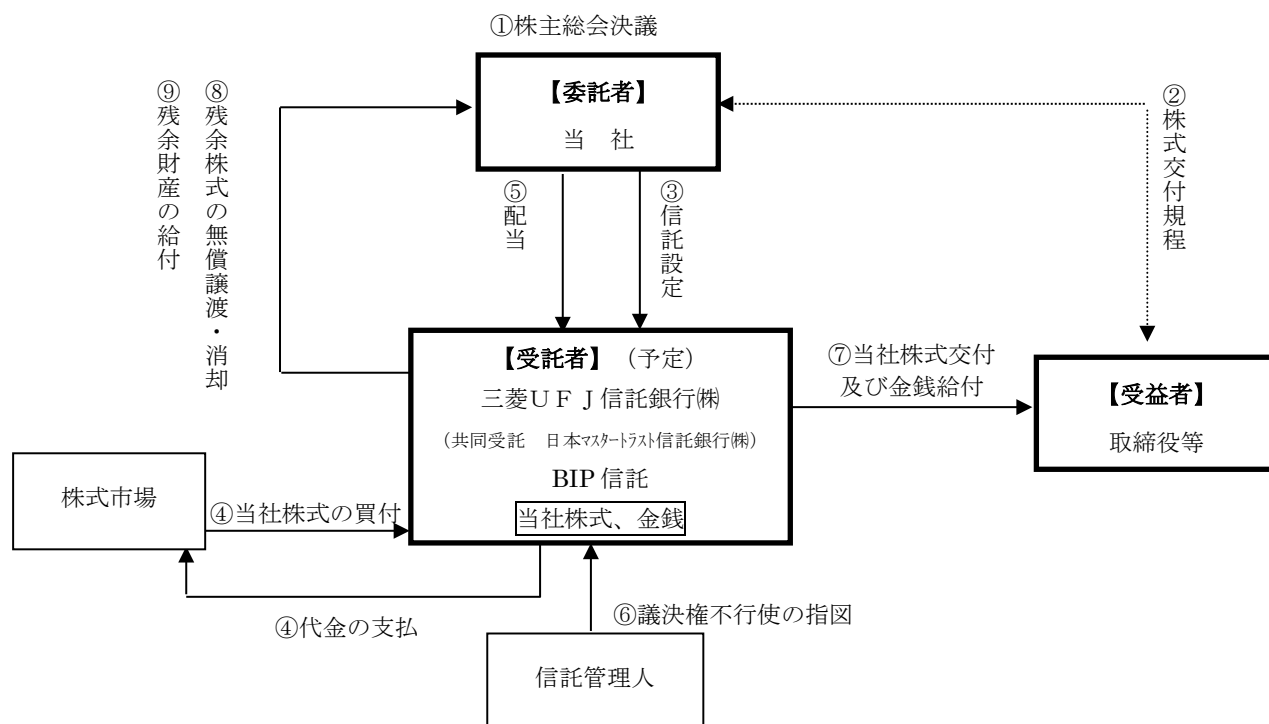 ①株主総会決議
【委託者】
当　社
⑨残余財産の給付
⑧残余株式の無償譲渡・消却
⑤配当
③信託設定
②株式交付規程
【受託者】（予定）
三菱ＵＦＪ信託銀行㈱
（共同受託　日本ﾏｽﾀｰﾄﾗｽﾄ信託銀行㈱）
BIP 信託
当社株式、金銭
⑦当社株式交付
及び金銭給付
【受益者】
取締役等
株式市場
④当社株式の買付
④代金の支払
⑥議決権不行使の指図
信託管理人